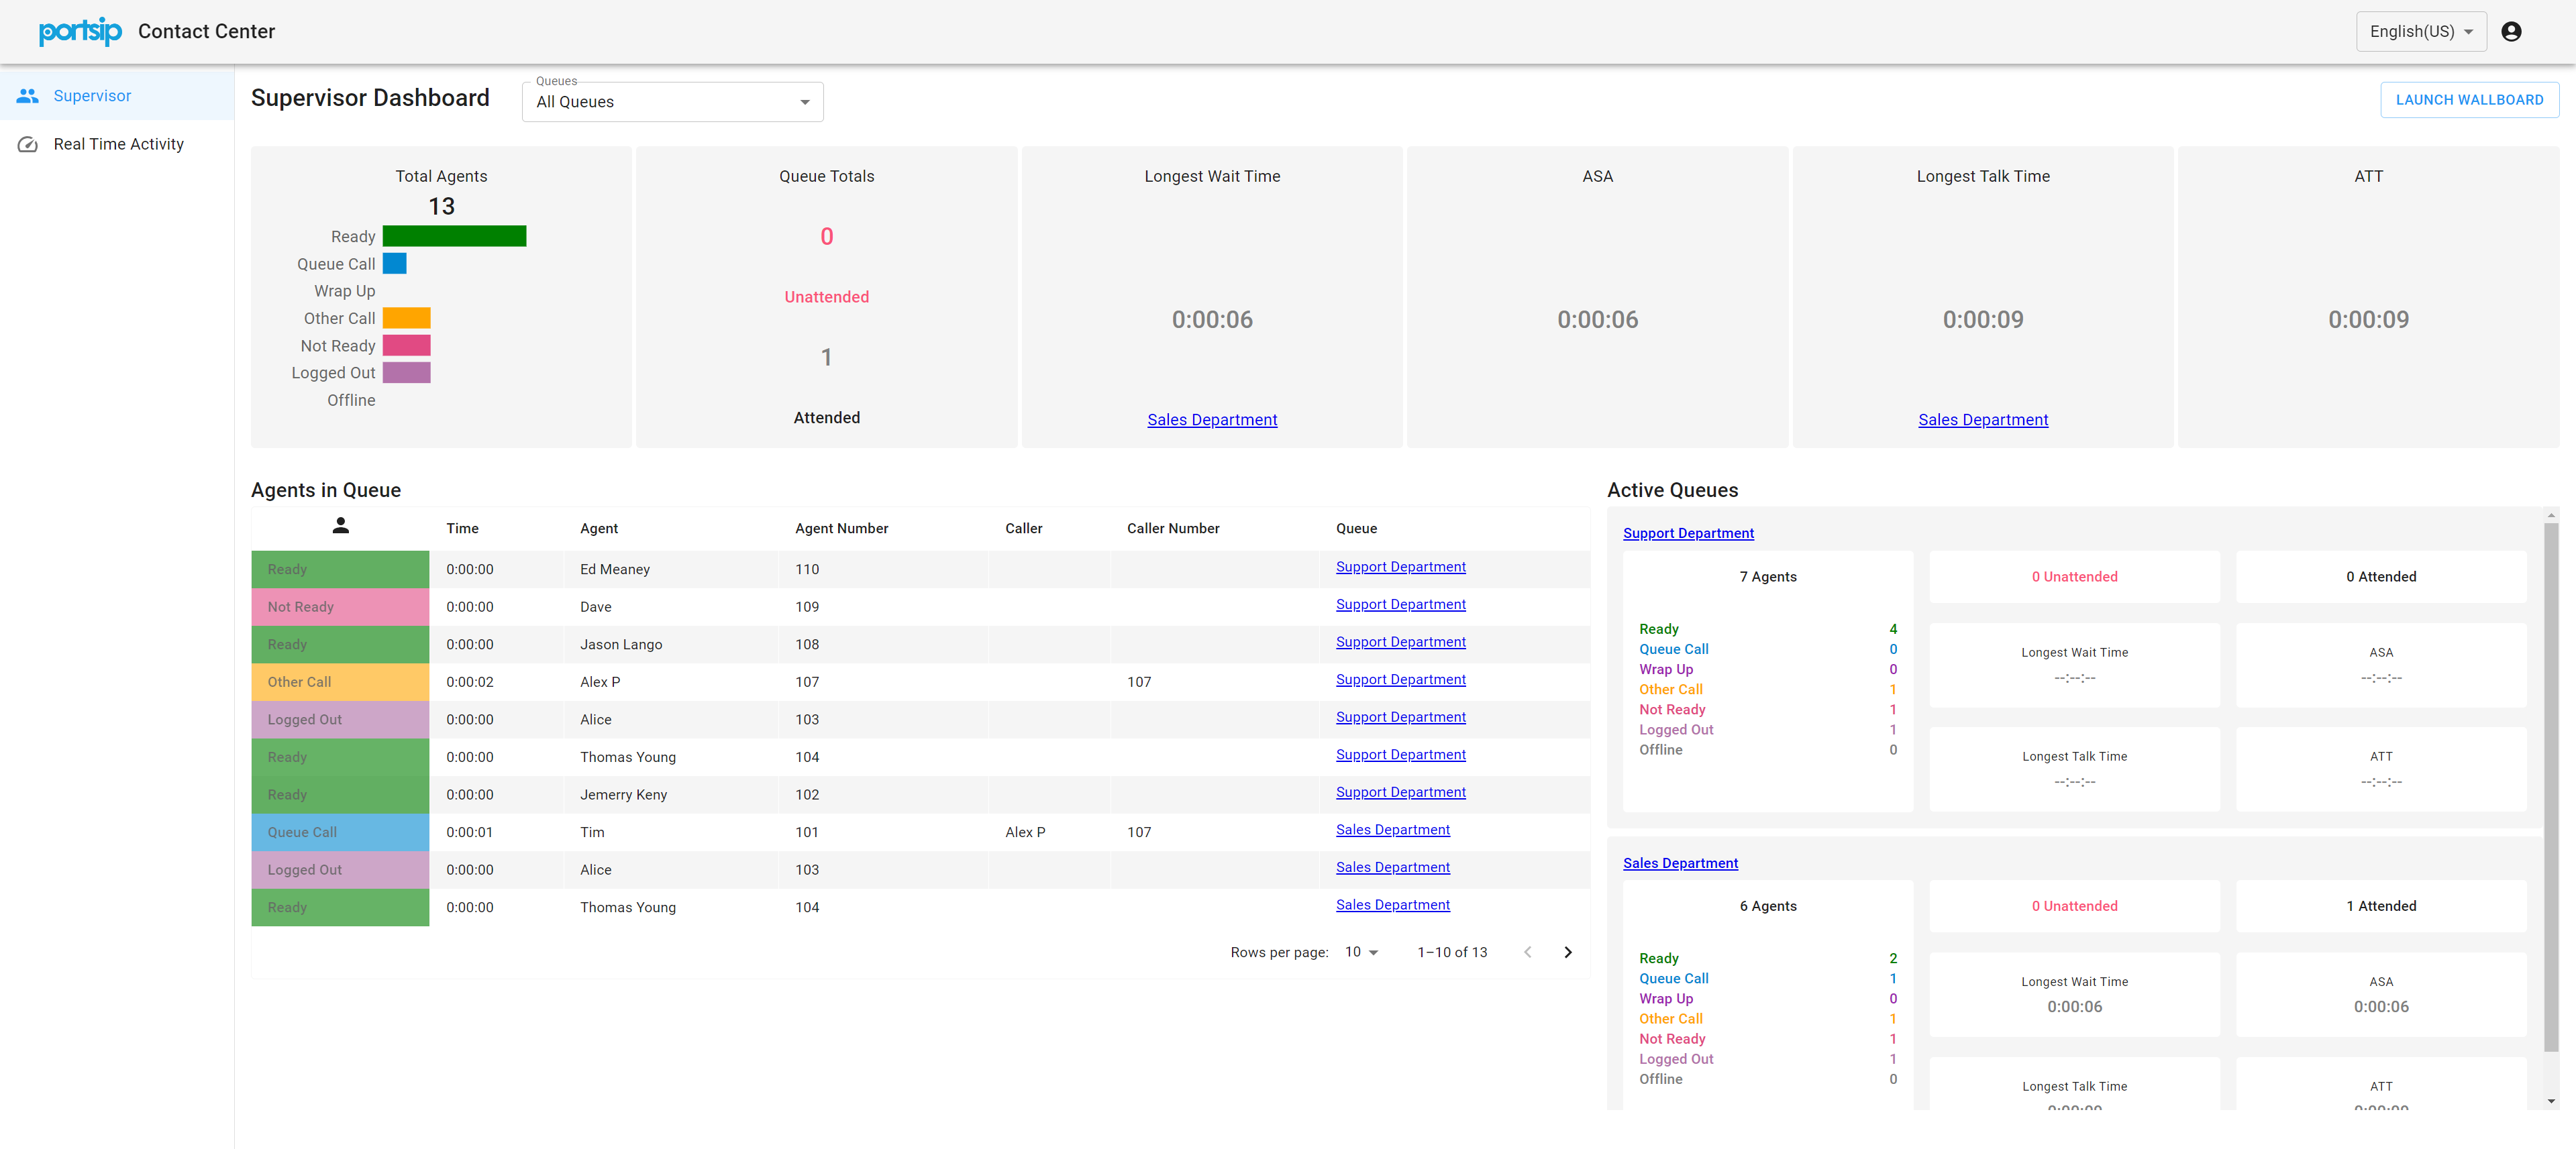 portsip Contact Center
English(US)
Supervisor
Real Time Activity
Supervisor Dashboard
Queues
All Queues
LAUNCH WALLBOARD
Total Agents
13
Ready
Queue Call
Wrap Up
Other Call
Not Ready
Logged Out
Offline
Queue Totals
0
Unattended
1
Attended
Longest Wait Time
0:00:06
Sales Department
ASA
0:00:06
Longest Talk Time
0:00:09
Sales Department
ATT
0:00:09
Agents in Queue
Time Agent Agent Number Caller Caller Number Queue
Ready 0:00:00 Ed Meaney 110 Support Department
Not Ready 0:00:00 Dave 109 Support Department
Ready 0:00:00 Jason Lango 108 Support Department
Other Call 0:00:02 Alex P 107 107 Support Department
Logged Out 0:00:00 Alice 103 Support Department
Ready 0:00:00 Thomas Young 104 Support Department
Ready 0:00:00 Jemerry Keny 102 Support Department
Queue Call 0:00:01 Tim 101 Alex P 107 Sales Department
Logged Out 0:00:00 Alice 103 Sales Department
Ready 0:00:00 Thomas Young 104 Sales Department
Rows per page: 10 1–10 of 13
Active Queues
Support Department
7 Agents
Ready 4
Queue Call 0
Wrap Up 0
Other Call 1
Not Ready 1
Logged Out 1
Offline 0
0 Unattended
0 Attended
Longest Wait Time
--:--:--
ASA
--:--:--
Longest Talk Time
--:--:--
ATT
--:--:--
Sales Department
6 Agents
Ready 2
Queue Call 1
Wrap Up 0
Other Call 1
Not Ready 1
Logged Out 1
Offline 0
0 Unattended
1 Attended
Longest Wait Time
0:00:06
ASA
0:00:06
Longest Talk Time
ATT